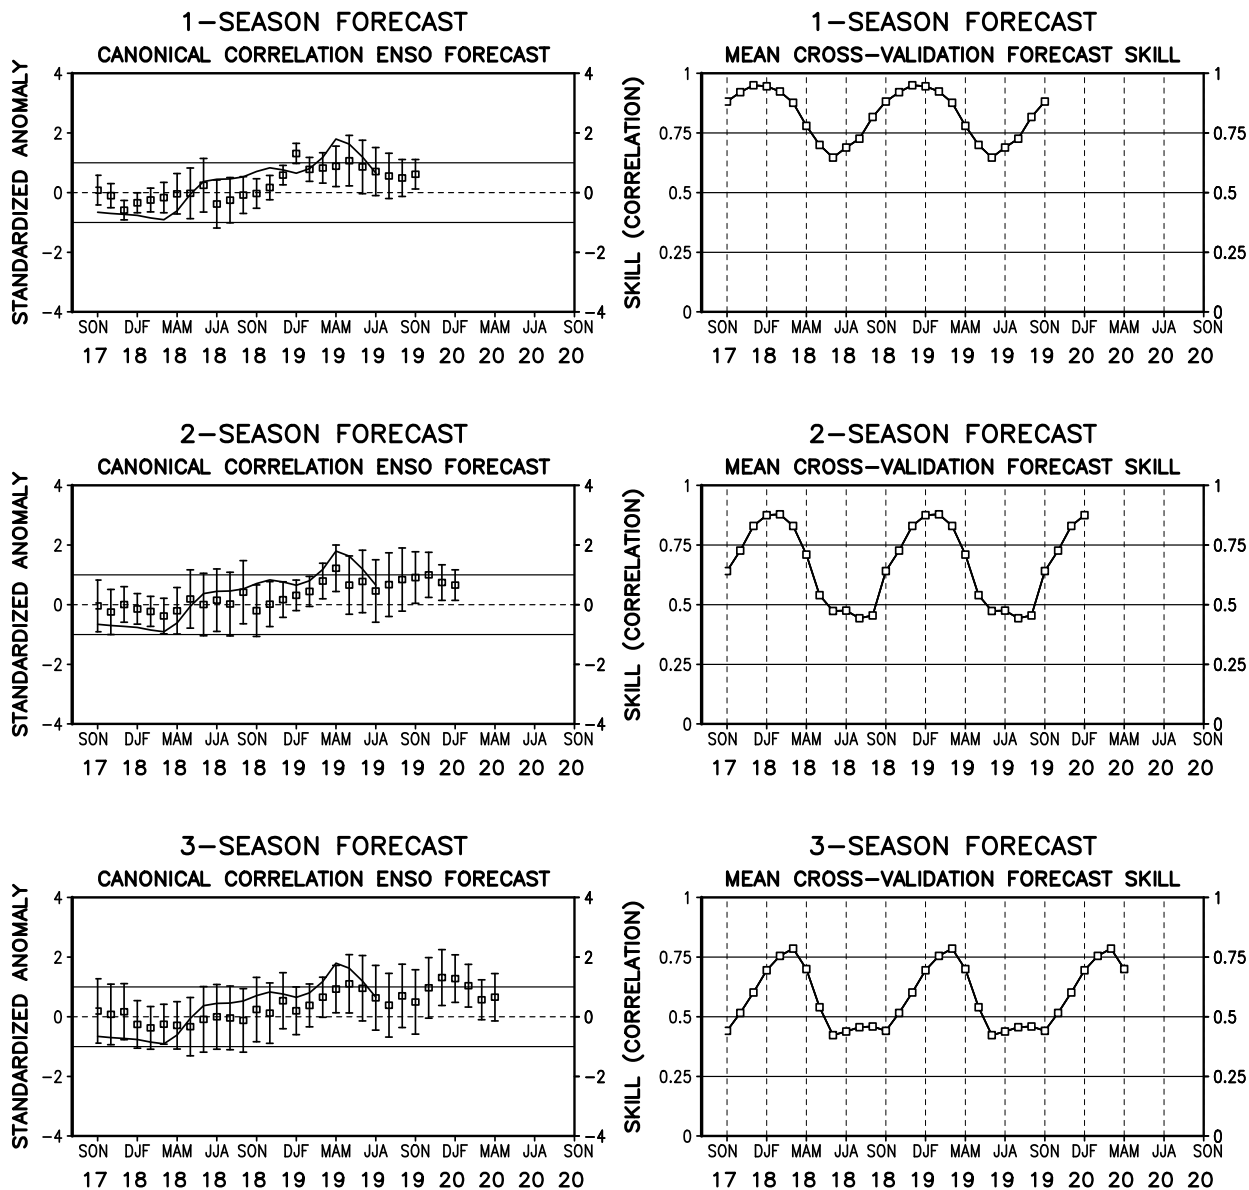 1-SEASON FORECAST
CANONICAL CORRELATION ENSO FORECAST
STANDARDIZED ANOMALY
4 4
2 2
0 0
-2 -2
-4 -4
SON DJF MAM JJA SON DJF MAM JJA SON DJF MAM JJA SON
17 18 18 18 18 19 19 19 19 20 20 20 20
1-SEASON FORECAST
MEAN CROSS-VALIDATION FORECAST SKILL
SKILL (CORRELATION)
1 1
0.75 0.75
0.5 0.5
0.25 0.25
0 0
SON DJF MAM JJA SON DJF MAM JJA SON DJF MAM JJA SON
17 18 18 18 18 19 19 19 19 20 20 20 20
2-SEASON FORECAST
CANONICAL CORRELATION ENSO FORECAST
STANDARDIZED ANOMALY
4 4
2 2
0 0
-2 -2
-4 -4
SON DJF MAM JJA SON DJF MAM JJA SON DJF MAM JJA SON
17 18 18 18 18 19 19 19 19 20 20 20 20
2-SEASON FORECAST
MEAN CROSS-VALIDATION FORECAST SKILL
SKILL (CORRELATION)
1 1
0.75 0.75
0.5 0.5
0.25 0.25
0 0
SON DJF MAM JJA SON DJF MAM JJA SON DJF MAM JJA SON
17 18 18 18 18 19 19 19 19 20 20 20 20
3-SEASON FORECAST
CANONICAL CORRELATION ENSO FORECAST
STANDARDIZED ANOMALY
4 4
2 2
0 0
-2 -2
-4 -4
SON DJF MAM JJA SON DJF MAM JJA SON DJF MAM JJA SON
17 18 18 18 18 19 19 19 19 20 20 20 20
3-SEASON FORECAST
MEAN CROSS-VALIDATION FORECAST SKILL
SKILL (CORRELATION)
1 1
0.75 0.75
0.5 0.5
0.25 0.25
0 0
SON DJF MAM JJA SON DJF MAM JJA SON DJF MAM JJA SON
17 18 18 18 18 19 19 19 19 20 20 20 20